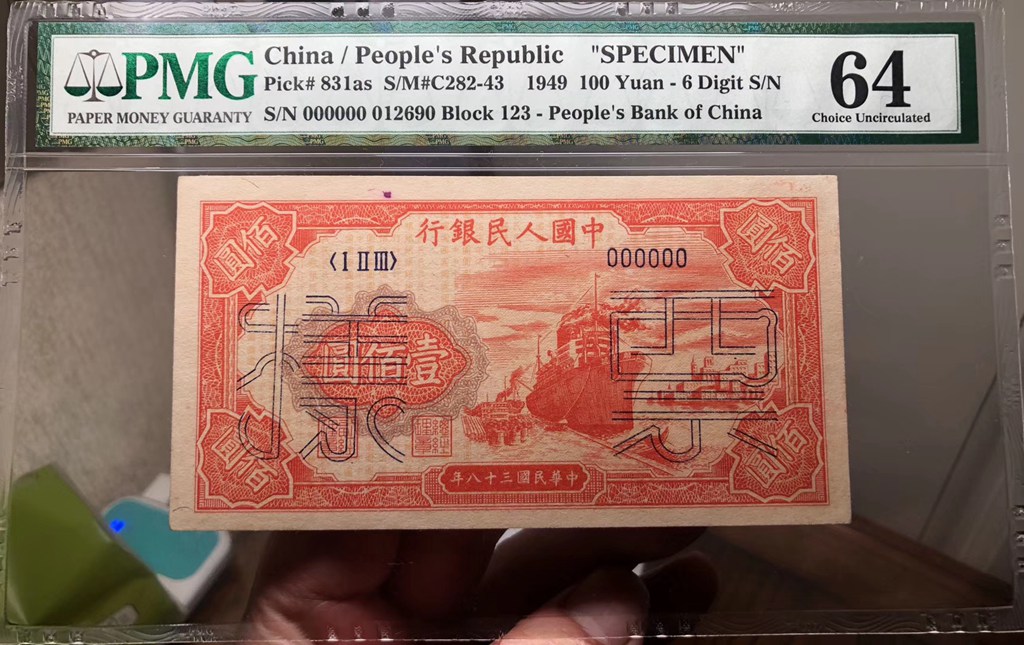 PMG
PAPER MONEY GUARANTY
China / People's Republic "SPECIMEN"
Pick# 831as S/M#C282-43 1949 100 Yuan - 6 Digit S/N
S/N 000000 012690 Block 123 - People's Bank of China
64
Choice Uncirculated
佰圓
行銀民人國中
佰圓
〈I II III〉
000000
樣
票
圓佰壹
佰圓
年八十三國民華中
佰圓